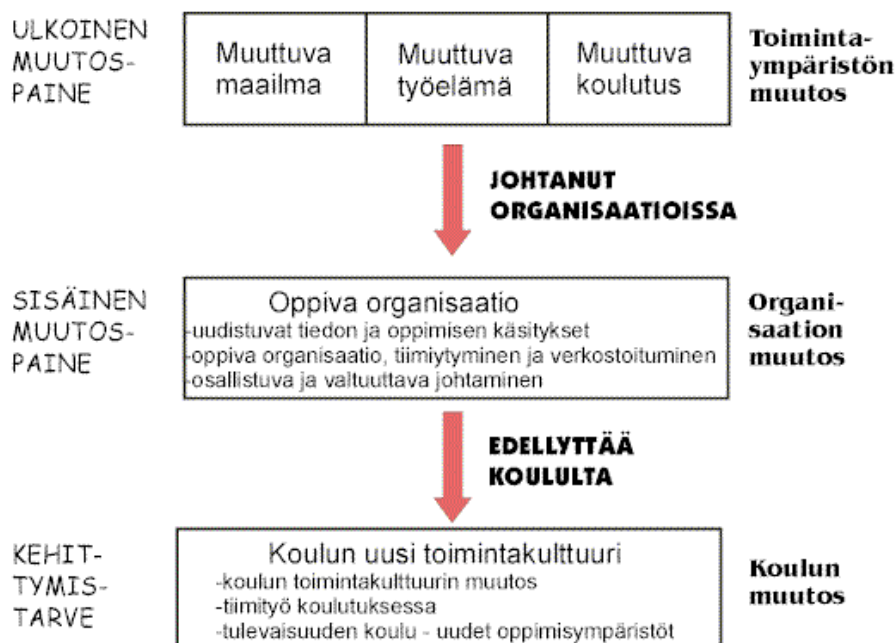 ULKOINEN
MUUTOS-
PAINE
Muuttuva
maailma
Muuttuva
työelämä
Muuttuva
koulutus
Toiminta-
ympäristön
muutos
JOHTANUT
ORGANISAATIOISSA
SISÄINEN
MUUTOS-
PAINE
Oppiva organisaatio
-uudistuvat tiedon ja oppimisen käsitykset
-oppiva organisaatio, tiimiytyminen ja verkostoituminen
-osallistuva ja valtuuttava johtaminen
Organi-
saation
muutos
EDELLYTTÄÄ
KOULULTA
KEHIT-
TYMIS-
TARVE
Koulun uusi toimintakulttuuri
-koulun toimintakulttuurin muutos
-tiimityö koulutuksessa
-tulevaisuuden koulu - uudet oppimisympäristöt
Koulun
muutos